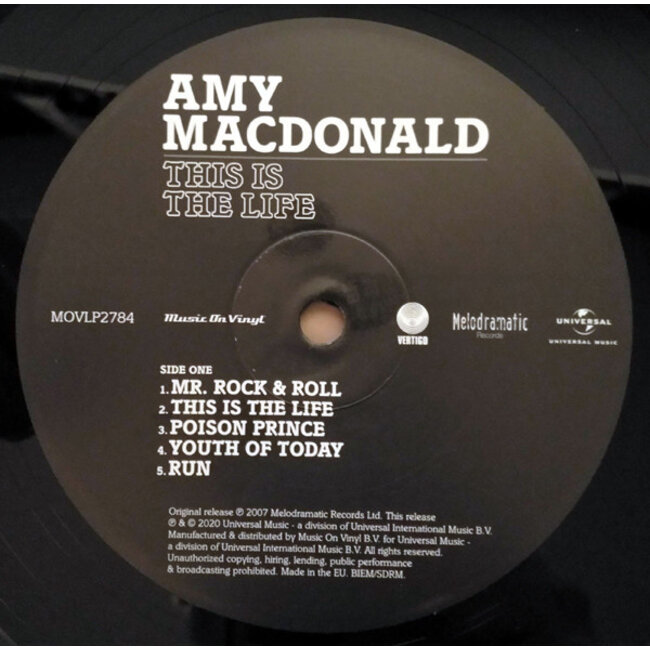 AMY
MACDONALD
THIS IS
THE LIFE
MOVLP2784 Music On Vinyl VERTIGO Melodramatic Records UNIVERSAL UNIVERSAL MUSIC
SIDE ONE
1. MR. ROCK & ROLL
2. THIS IS THE LIFE
3. POISON PRINCE
4. YOUTH OF TODAY
5. RUN
Original release ℗ 2007 Melodramatic Records Ltd. This release
℗ & © 2020 Universal Music - a division of Universal International Music B.V.
Manufactured & distributed by Music On Vinyl B.V. for Universal Music -
a division of Universal International Music B.V. All rights reserved.
Unauthorized copying, hiring, lending, public performance
& broadcasting prohibited. Made in the EU. BIEM/SDRM.